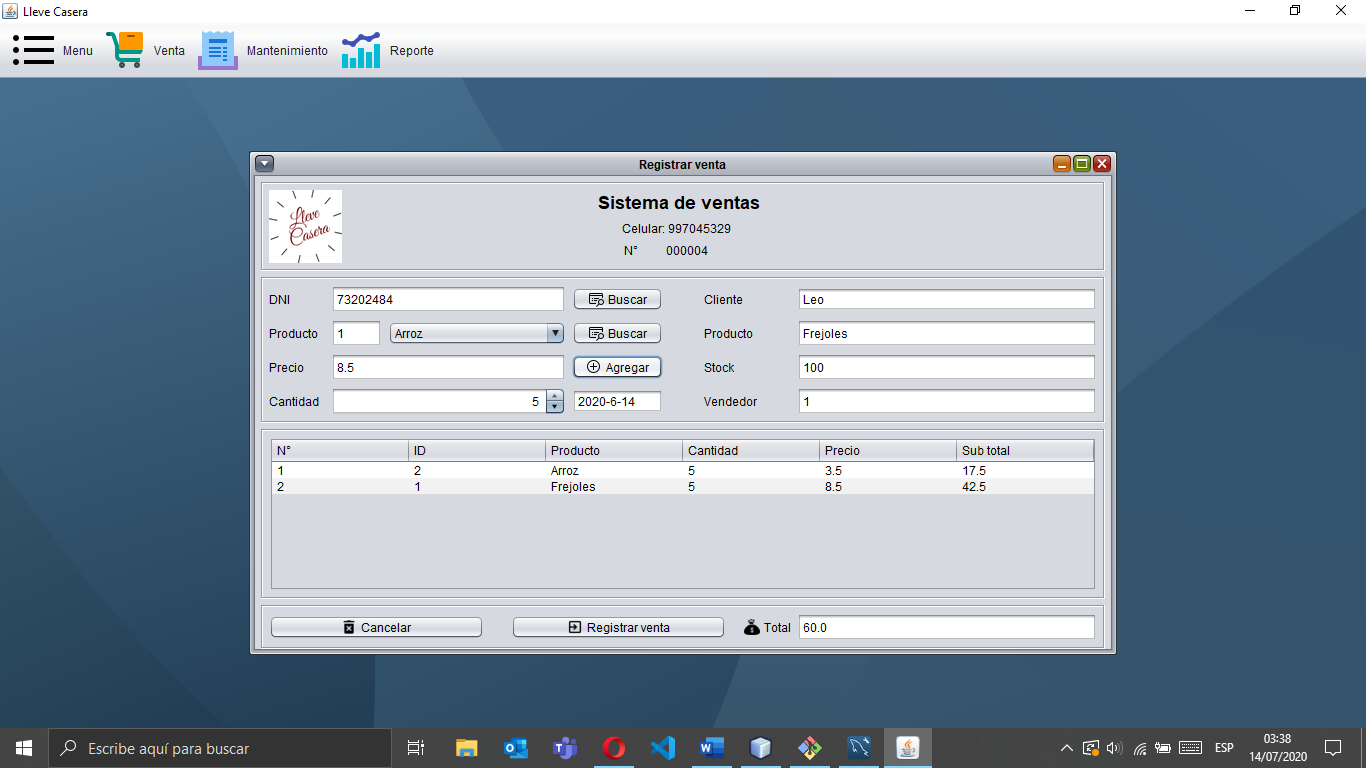 Lleve Casera
Menu Venta Mantenimiento Reporte
Registrar venta
Lleve Casera
Sistema de ventas
Celular: 997045329
N° 000004
DNI 73202484 Buscar Cliente Leo
Producto 1 Arroz Buscar Producto Frejoles
Precio 8.5 Agregar Stock 100
Cantidad 5 2020-6-14 Vendedor 1
N° ID Producto Cantidad Precio Sub total
1 2 Arroz 5 3.5 17.5
2 1 Frejoles 5 8.5 42.5
Cancelar Registrar venta Total 60.0
Escribe aquí para buscar
ESP
03:38
14/07/2020